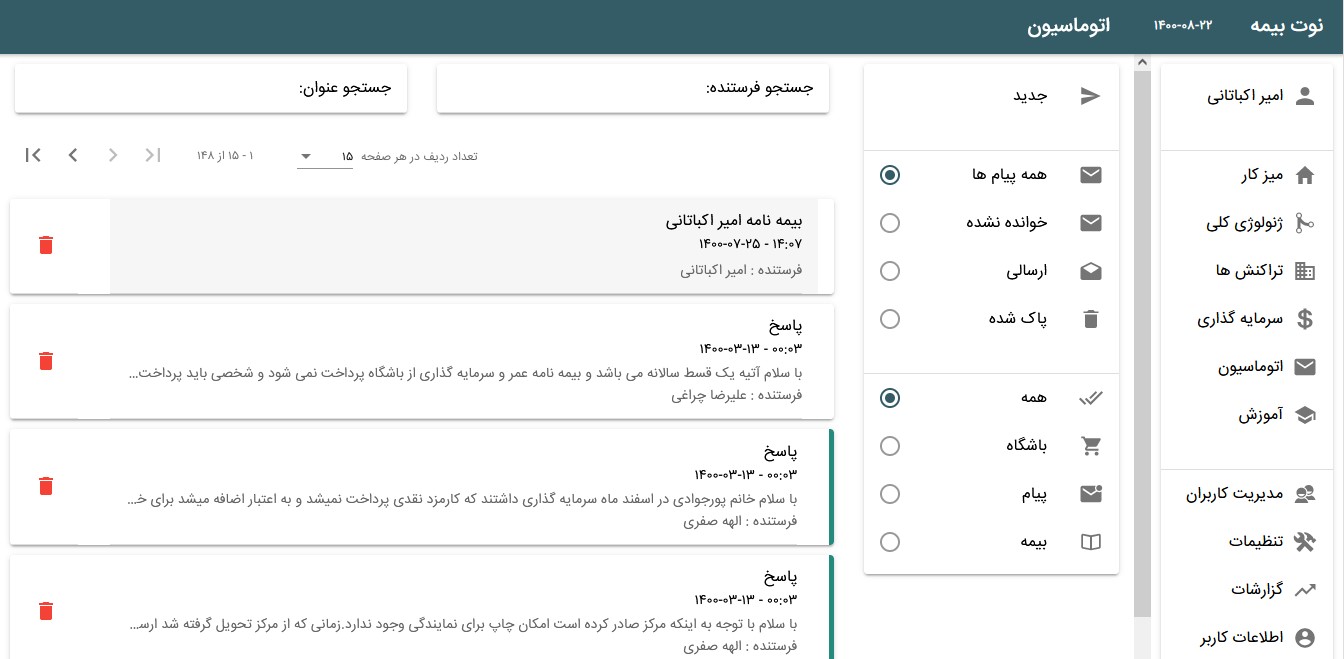 نوت بیمه
۱۴۰۰-۰۸-۲۲
اتوماسیون
امیر اکباتانی
میز کار
ژنولوژی کلی
تراکنش ها
سرمایه گذاری
اتوماسیون
آموزش
مدیریت کاربران
تنظیمات
گزارشات
اطلاعات کاربر
جدید
همه پیام ها
خوانده نشده
ارسالی
پاک شده
همه
باشگاه
پیام
بیمه
جستجو فرستنده:
جستجو عنوان:
تعداد ردیف در هر صفحه ۱۵
۱ - ۱۵ از ۱۴۸
بیمه نامه امیر اکباتانی
۱۴:۰۷ - ۱۴۰۰-۰۷-۲۵
فرستنده : امیر اکباتانی
پاسخ
۰۰:۰۳ - ۱۴۰۰-۰۳-۱۳
با سلام آتیه یک قسط سالانه می باشد و بیمه نامه عمر و سرمایه گذاری از باشگاه پرداخت نمی شود و شخصی باید پرداخت...
فرستنده : علیرضا چراغی
پاسخ
۰۰:۰۳ - ۱۴۰۰-۰۳-۱۳
با سلام خانم پورجوادی در اسفند ماه سرمایه گذاری داشتند که کارمزد نقدی پرداخت نمیشد و به اعتبار اضافه میشد برای خ...
فرستنده : الهه صفری
پاسخ
۰۰:۰۳ - ۱۴۰۰-۰۳-۱۳
با سلام با توجه به اینکه مرکز صادر کرده است امکان چاپ برای نمایندگی وجود ندارد.زمانی که از مرکز تحویل گرفته شد ارس...
فرستنده : الهه صفری